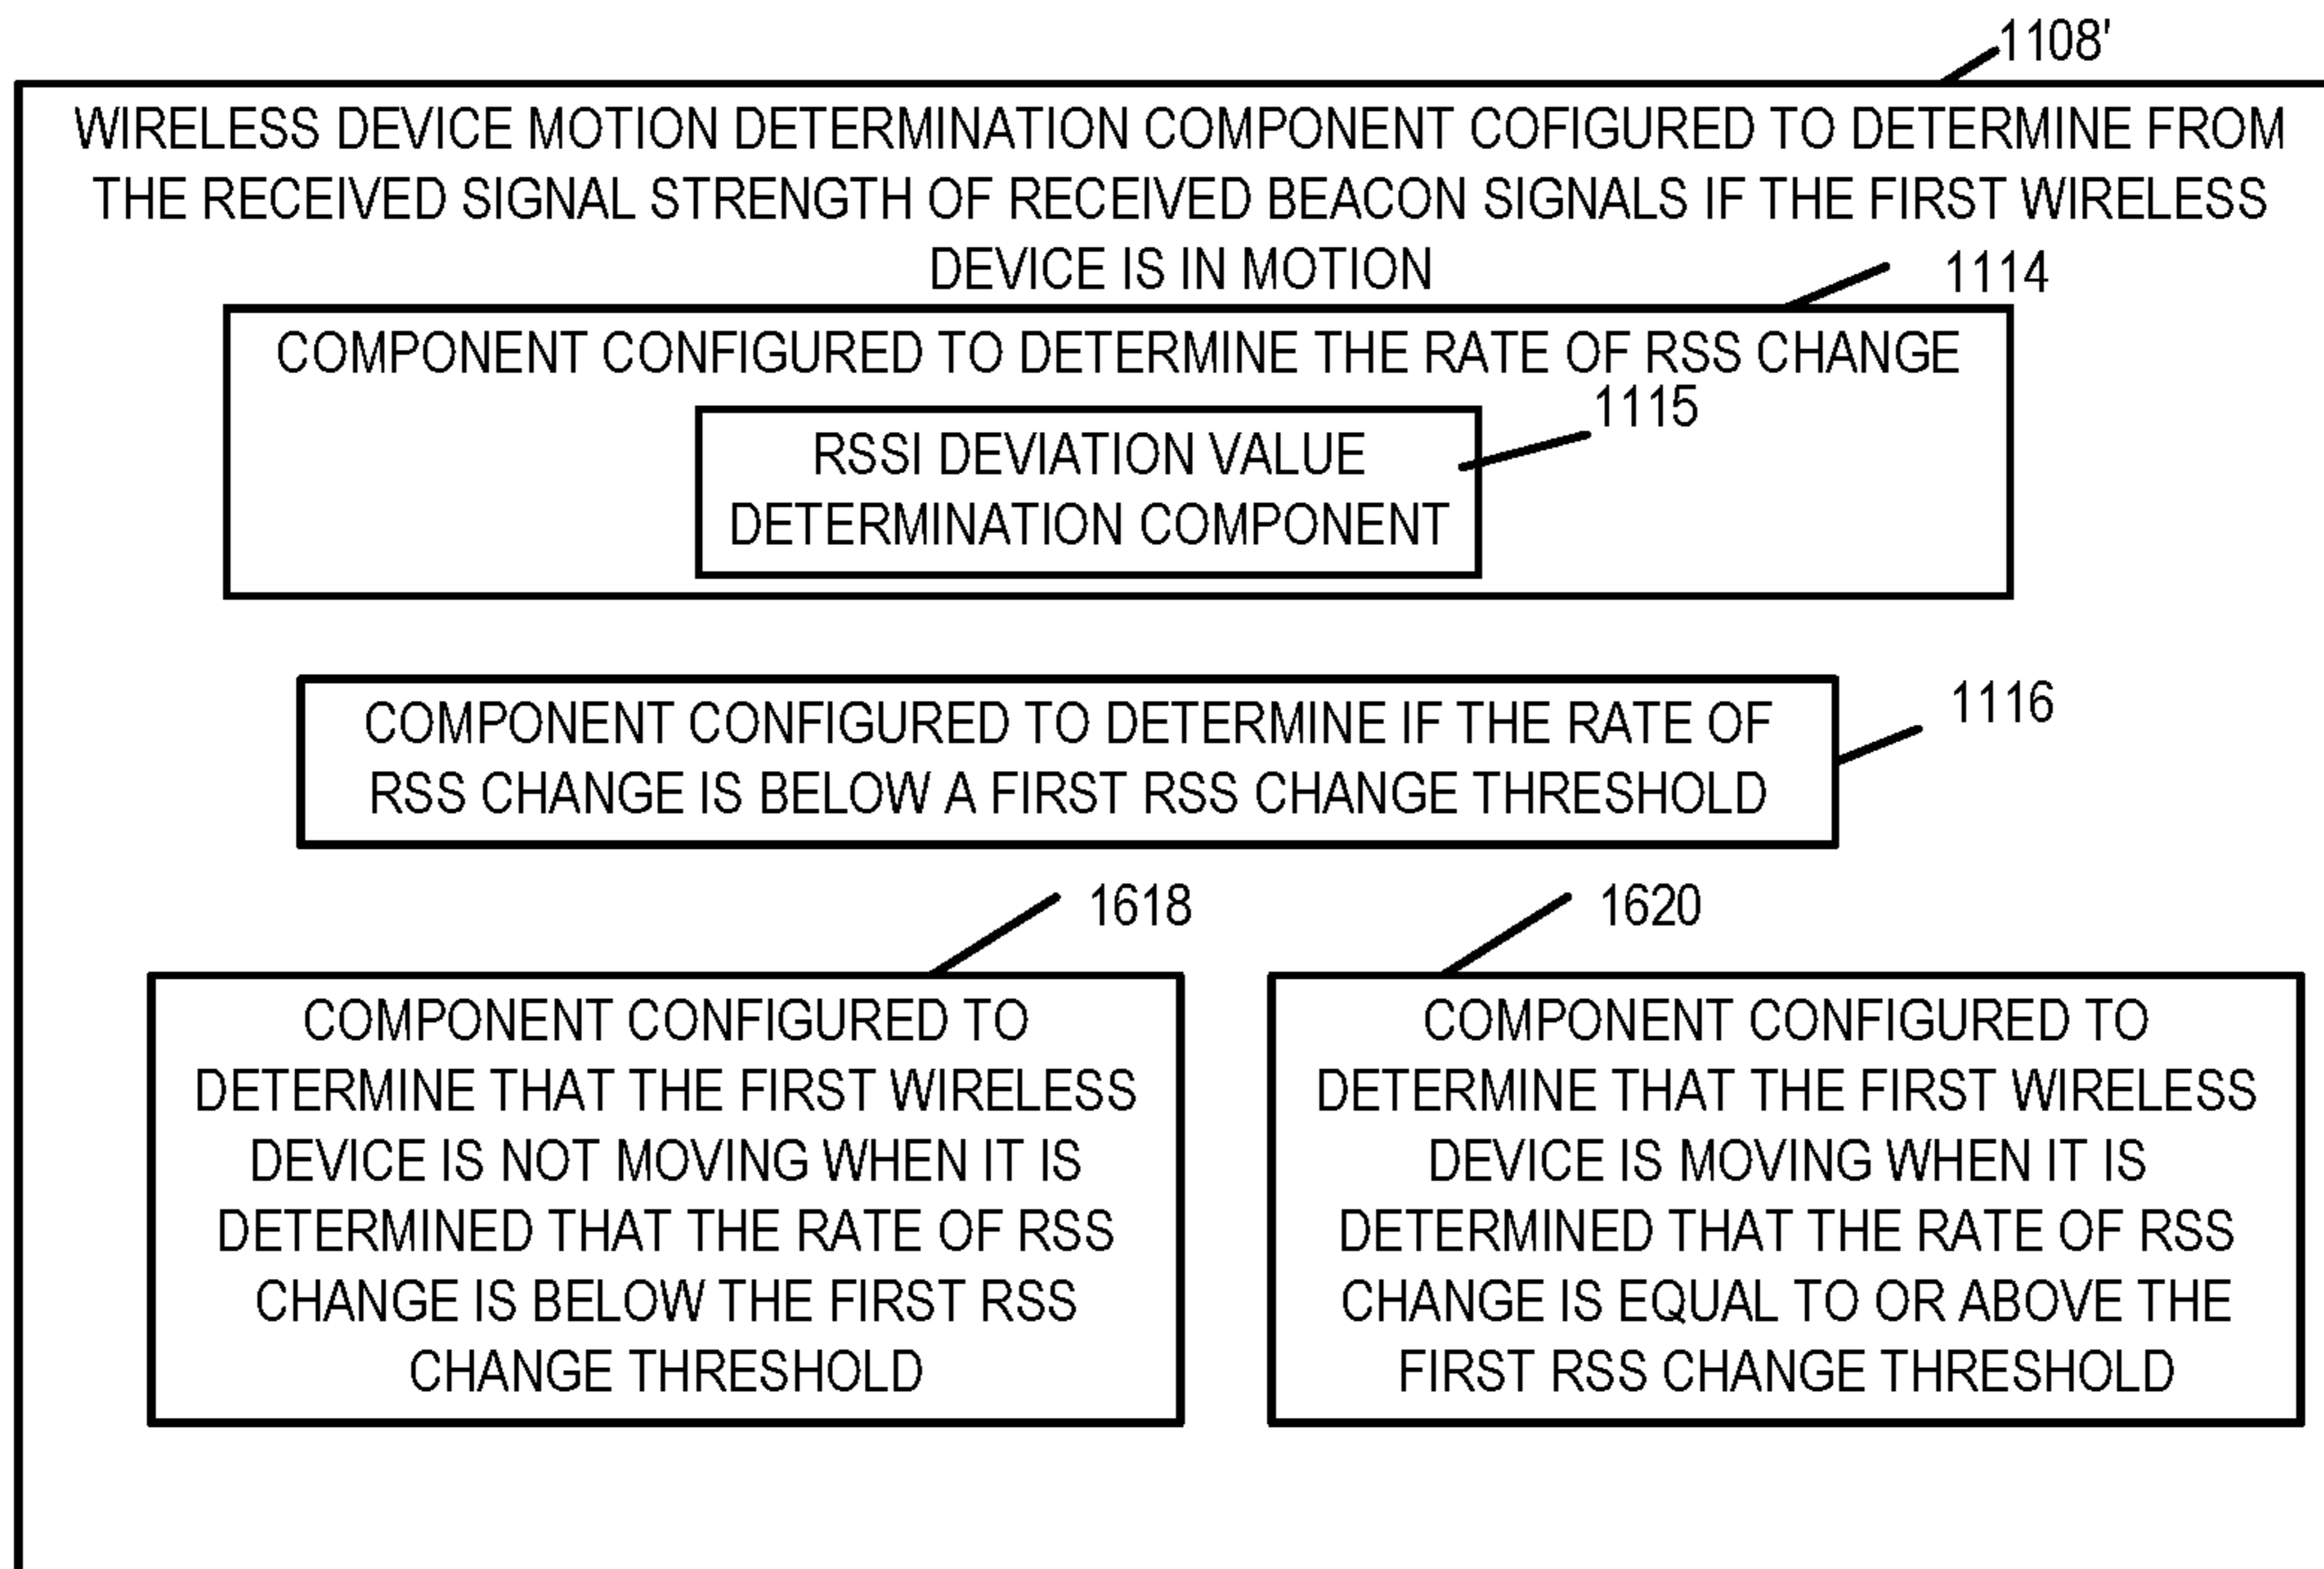 1108'
WIRELESS DEVICE MOTION DETERMINATION COMPONENT COFIGURED TO DETERMINE FROM
THE RECEIVED SIGNAL STRENGTH OF RECEIVED BEACON SIGNALS IF THE FIRST WIRELESS
DEVICE IS IN MOTION
1114
COMPONENT CONFIGURED TO DETERMINE THE RATE OF RSS CHANGE
1115
RSSI DEVIATION VALUE
DETERMINATION COMPONENT
1116
COMPONENT CONFIGURED TO DETERMINE IF THE RATE OF
RSS CHANGE IS BELOW A FIRST RSS CHANGE THRESHOLD
1618
COMPONENT CONFIGURED TO
DETERMINE THAT THE FIRST WIRELESS
DEVICE IS NOT MOVING WHEN IT IS
DETERMINED THAT THE RATE OF RSS
CHANGE IS BELOW THE FIRST RSS
CHANGE THRESHOLD
1620
COMPONENT CONFIGURED TO
DETERMINE THAT THE FIRST WIRELESS
DEVICE IS MOVING WHEN IT IS
DETERMINED THAT THE RATE OF RSS
CHANGE IS EQUAL TO OR ABOVE THE
FIRST RSS CHANGE THRESHOLD